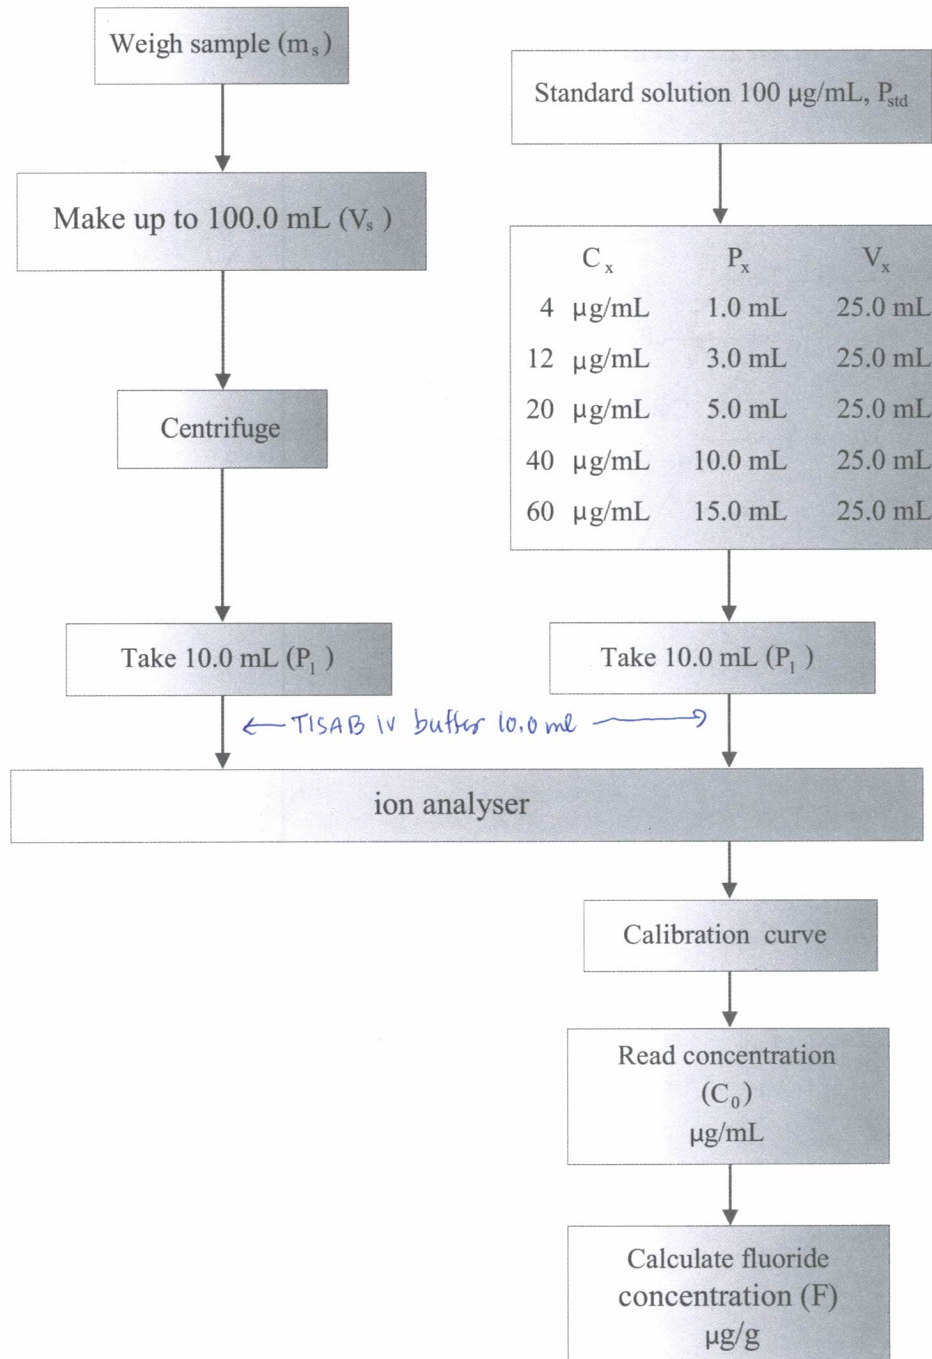 Weigh sample (mₛ)
Make up to 100.0 mL (Vₛ)
Centrifuge
Take 10.0 mL (P₁)
Standard solution 100 µg/mL, Pstd
Cₓ Pₓ Vₓ
4 µg/mL 1.0 mL 25.0 mL
12 µg/mL 3.0 mL 25.0 mL
20 µg/mL 5.0 mL 25.0 mL
40 µg/mL 10.0 mL 25.0 mL
60 µg/mL 15.0 mL 25.0 mL
Take 10.0 mL (P₁)
TISAB IV buffer 10.0 ml
ion analyser
Calibration curve
Read concentration
(C₀)
µg/mL
Calculate fluoride
concentration (F)
µg/g